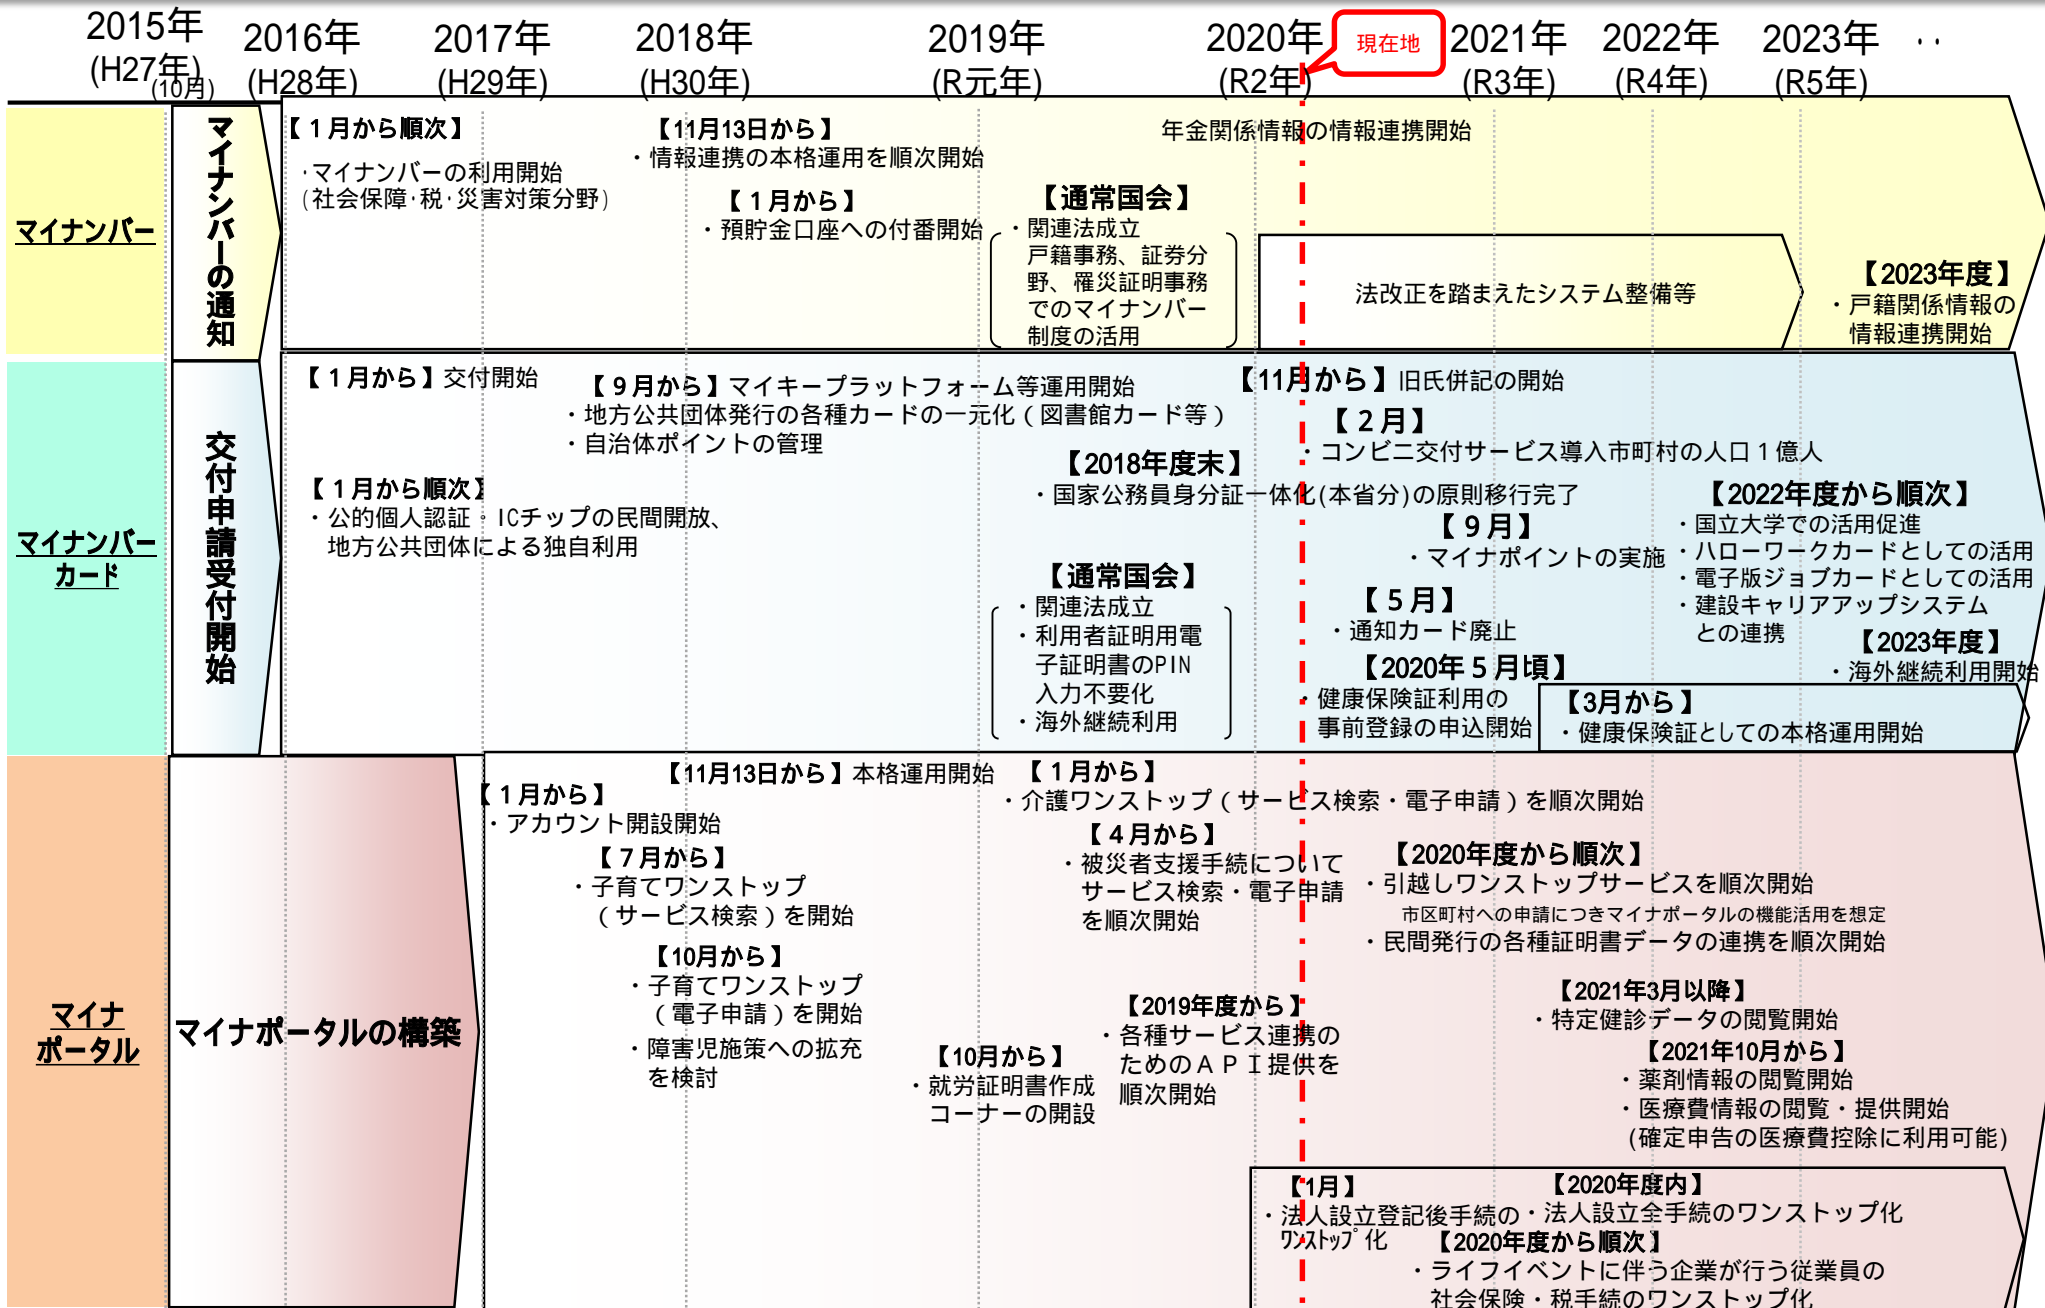 2015年
(H27年)
(10月)
2016年
(H28年)
2017年
(H29年)
2018年
(H30年)
2019年
(R元年)
2020年
(R2年)
現在地
2021年
(R3年)
2022年
(R4年)
2023年
(R5年)
‥
マイナンバー
マイナンバーの通知
【１月から順次】
・マイナンバーの利用開始
(社会保障・税・災害対策分野)
【11月13日から】
・情報連携の本格運用を順次開始
【１月から】
・預貯金口座への付番開始
年金関係情報の情報連携開始
【通常国会】
・関連法成立
戸籍事務、証券分
野、罹災証明事務
でのマイナンバー
制度の活用
法改正を踏まえたシステム整備等
【2023年度】
・戸籍関係情報の
情報連携開始
マイナンバー
カード
交付申請受付開始
【１月から】交付開始
【１月から順次】
・公的個人認証・ICチップの民間開放、
地方公共団体による独自利用
【９月から】マイキープラットフォーム等運用開始
・地方公共団体発行の各種カードの一元化（図書館カード等）
・自治体ポイントの管理
【2018年度末】
・国家公務員身分証一体化(本省分)の原則移行完了
【通常国会】
・関連法成立
・利用者証明用電
子証明書のPIN
入力不要化
・海外継続利用
【11月から】旧氏併記の開始
【２月】
・コンビニ交付サービス導入市町村の人口１億人
【９月】
・マイナポイントの実施
【５月】
・通知カード廃止
【2020年５月頃】
・健康保険証利用の
事前登録の申込開始
【2022年度から順次】
・国立大学での活用促進
・ハローワークカードとしての活用
・電子版ジョブカードとしての活用
・建設キャリアアップシステム
との連携
【2023年度】
・海外継続利用開始
【3月から】
・健康保険証としての本格運用開始
マイナ
ポータル
マイナポータルの構築
【１月から】
・アカウント開設開始
【11月13日から】本格運用開始
【７月から】
・子育てワンストップ
（サービス検索）を開始
【10月から】
・子育てワンストップ
（電子申請）を開始
・障害児施策への拡充
を検討
【１月から】
・介護ワンストップ（サービス検索・電子申請）を順次開始
【４月から】
・被災者支援手続について
サービス検索・電子申請
を順次開始
【10月から】
・就労証明書作成
コーナーの開設
【2019年度から】
・各種サービス連携の
ためのＡＰＩ提供を
順次開始
【2020年度から順次】
・引越しワンストップサービスを順次開始
市区町村への申請につきマイナポータルの機能活用を想定
・民間発行の各種証明書データの連携を順次開始
【2021年3月以降】
・特定健診データの閲覧開始
【2021年10月から】
・薬剤情報の閲覧開始
・医療費情報の閲覧・提供開始
(確定申告の医療費控除に利用可能)
【1月】
・法人設立登記後手続の
ﾜﾝｽﾄｯﾌﾟ化
【2020年度内】
・法人設立全手続のワンストップ化
【2020年度から順次】
・ライフイベントに伴う企業が行う従業員の
社会保険・税手続のワンストップ化